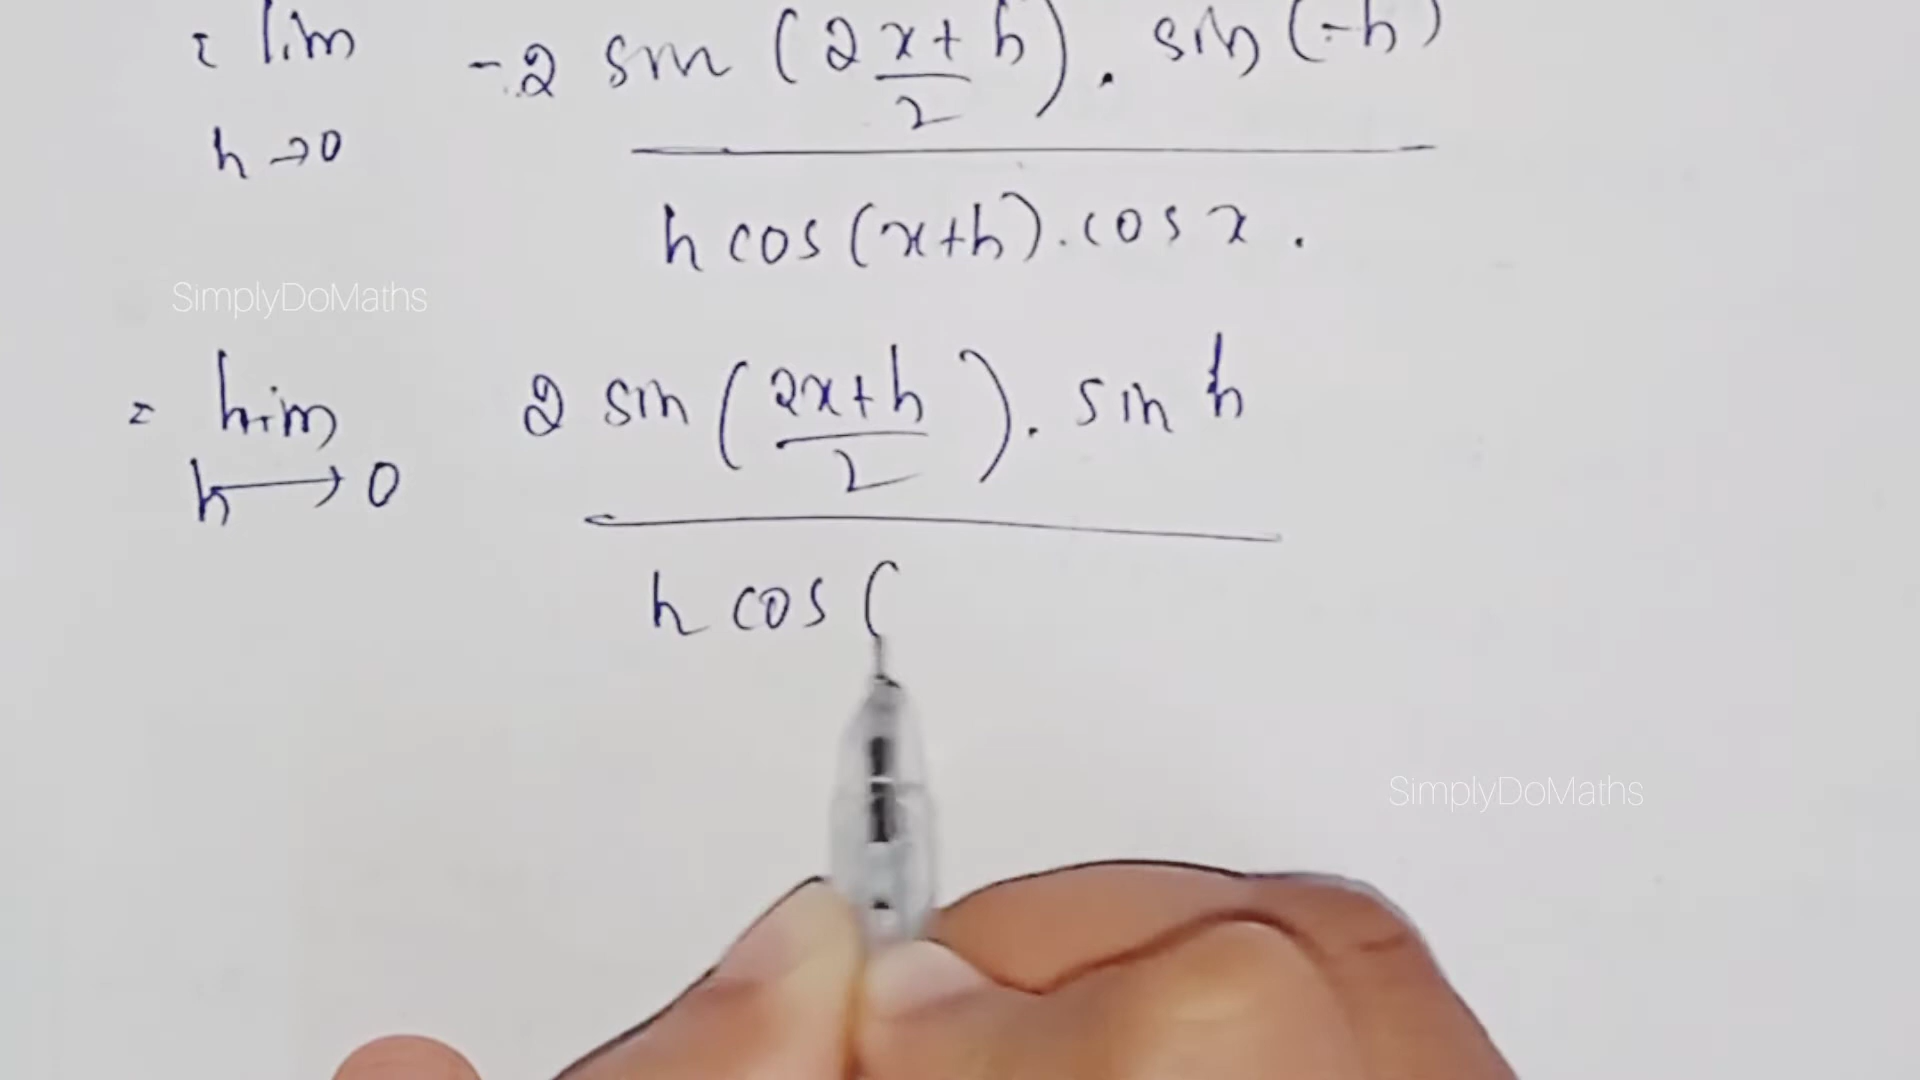 = lim -2 sin (2x+h/2) . sin (-h)
h→0
h cos (x+h) . cos x .
SimplyDoMaths
= lim 2 sin (2x+h/2) . sin h
h→0
h cos (
SimplyDoMaths